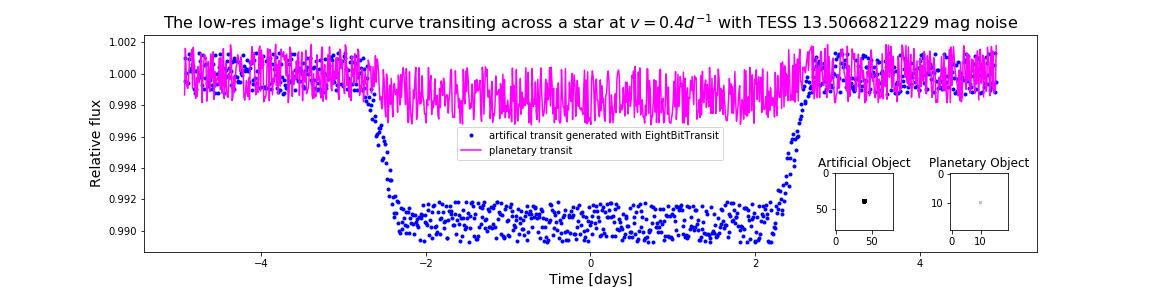 The low-res image's light curve transiting across a star at v = 0.4d⁻¹ with TESS 13.5066821229 mag noise
1.002
1.000
0.998
0.996
0.994
0.992
0.990
Relative flux
artifical transit generated with EightBitTransit
planetary transit
Artificial Object
0
50
0 50
Planetary Object
0
10
0 10
−4 −2 0 2 4
Time [days]